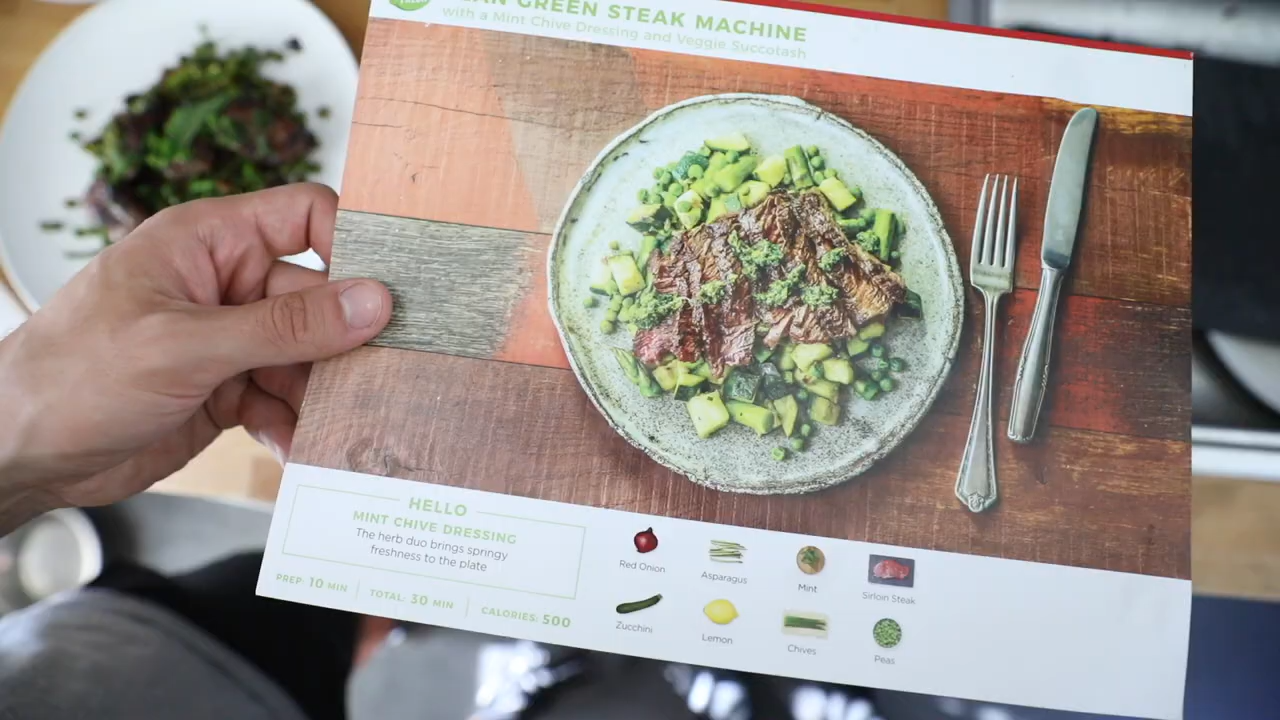 GREEN STEAK MACHINE
with a Mint Chive Dressing and Veggie Succotash
HELLO
MINT CHIVE DRESSING
The herb duo brings springy
freshness to the plate
PREP: 10 MIN
TOTAL: 30 MIN
CALORIES: 500
Red Onion
Asparagus
Mint
Sirloin Steak
Zucchini
Lemon
Chives
Peas